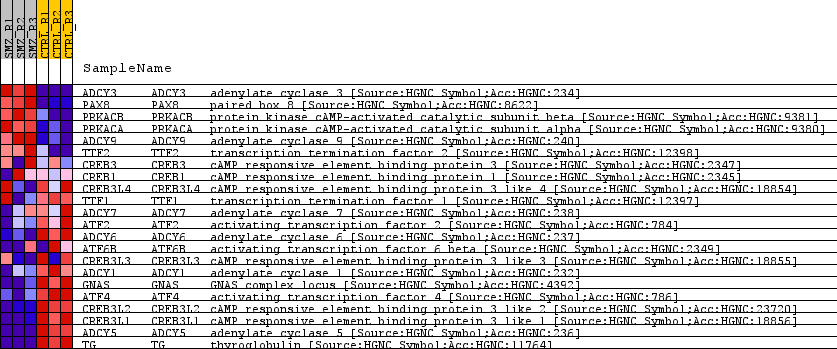 SMZ_R1
SMZ_R2
SMZ_R3
CTRL_R1
CTRL_R2
CTRL_R3
SampleName
ADCY3 ADCY3 adenylate cyclase 3 [Source:HGNC Symbol;Acc:HGNC:234]
PAX8 PAX8 paired box 8 [Source:HGNC Symbol;Acc:HGNC:8622]
PRKACB PRKACB protein kinase cAMP-activated catalytic subunit beta [Source:HGNC Symbol;Acc:HGNC:9381]
PRKACA PRKACA protein kinase cAMP-activated catalytic subunit alpha [Source:HGNC Symbol;Acc:HGNC:9380]
ADCY9 ADCY9 adenylate cyclase 9 [Source:HGNC Symbol;Acc:HGNC:240]
TTF2 TTF2 transcription termination factor 2 [Source:HGNC Symbol;Acc:HGNC:12398]
CREB3 CREB3 cAMP responsive element binding protein 3 [Source:HGNC Symbol;Acc:HGNC:2347]
CREB1 CREB1 cAMP responsive element binding protein 1 [Source:HGNC Symbol;Acc:HGNC:2345]
CREB3L4 CREB3L4 cAMP responsive element binding protein 3 like 4 [Source:HGNC Symbol;Acc:HGNC:18854]
TTF1 TTF1 transcription termination factor 1 [Source:HGNC Symbol;Acc:HGNC:12397]
ADCY7 ADCY7 adenylate cyclase 7 [Source:HGNC Symbol;Acc:HGNC:238]
ATF2 ATF2 activating transcription factor 2 [Source:HGNC Symbol;Acc:HGNC:784]
ADCY6 ADCY6 adenylate cyclase 6 [Source:HGNC Symbol;Acc:HGNC:237]
ATF6B ATF6B activating transcription factor 6 beta [Source:HGNC Symbol;Acc:HGNC:2349]
CREB3L3 CREB3L3 cAMP responsive element binding protein 3 like 3 [Source:HGNC Symbol;Acc:HGNC:18855]
ADCY1 ADCY1 adenylate cyclase 1 [Source:HGNC Symbol;Acc:HGNC:232]
GNAS GNAS GNAS complex locus [Source:HGNC Symbol;Acc:HGNC:4392]
ATF4 ATF4 activating transcription factor 4 [Source:HGNC Symbol;Acc:HGNC:786]
CREB3L2 CREB3L2 cAMP responsive element binding protein 3 like 2 [Source:HGNC Symbol;Acc:HGNC:23720]
CREB3L1 CREB3L1 cAMP responsive element binding protein 3 like 1 [Source:HGNC Symbol;Acc:HGNC:18856]
ADCY5 ADCY5 adenylate cyclase 5 [Source:HGNC Symbol;Acc:HGNC:236]
TG TG thyroglobulin [Source:HGNC Symbol;Acc:HGNC:11764]